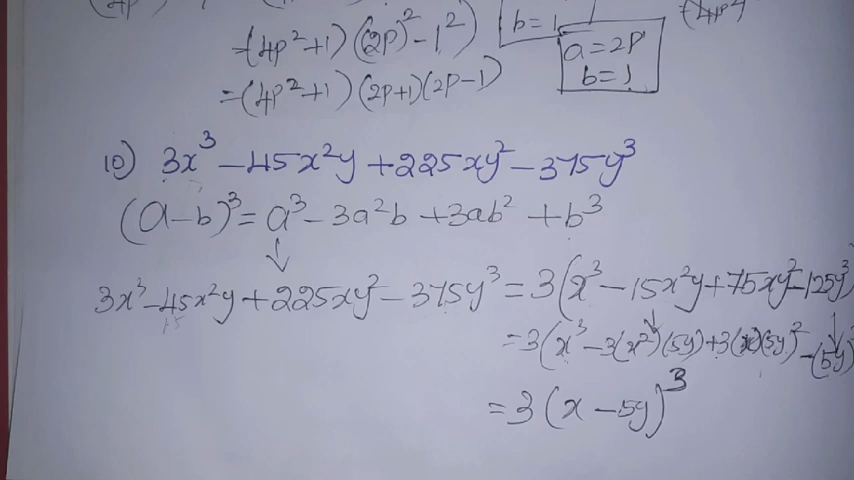 =(4p²+1)((2p)²-1²)
b=1
a=2p
b=1
=(4p²+1)(2p+1)(2p-1)
10) 3x³-45x²y+225xy²-375y³
(a-b)³=a³-3a²b+3ab²+b³
3x³-45x²y+225xy²-375y³=3(x³-15x²y+75xy²-125y³)
=3(x³-3(x²)(5y)+3(x)(5y)²-(5y)³
=3(x-5y)³